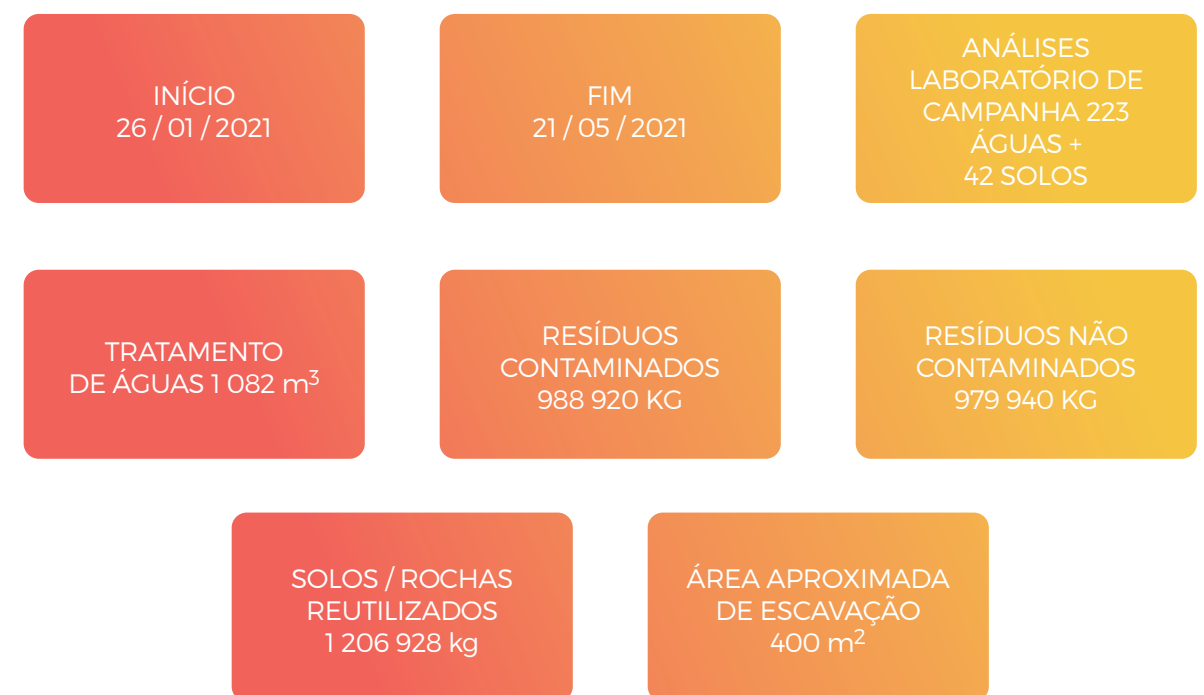 INÍCIO
26 / 01 / 2021
FIM
21 / 05 / 2021
ANÁLISES
LABORATÓRIO DE
CAMPANHA 223
ÁGUAS +
42 SOLOS
TRATAMENTO
DE ÁGUAS 1 082 m³
RESÍDUOS
CONTAMINADOS
988 920 KG
RESÍDUOS NÃO
CONTAMINADOS
979 940 KG
SOLOS / ROCHAS
REUTILIZADOS
1 206 928 kg
ÁREA APROXIMADA
DE ESCAVAÇÃO
400 m²